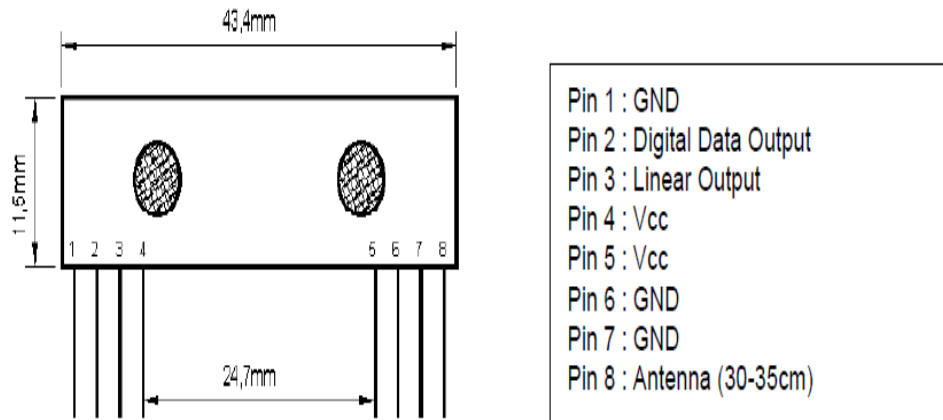 43,4mm
11,5mm
1 2 3 4 5 6 7 8
24,7mm
Pin 1 : GND
Pin 2 : Digital Data Output
Pin 3 : Linear Output
Pin 4 : Vcc
Pin 5 : Vcc
Pin 6 : GND
Pin 7 : GND
Pin 8 : Antenna (30-35cm)